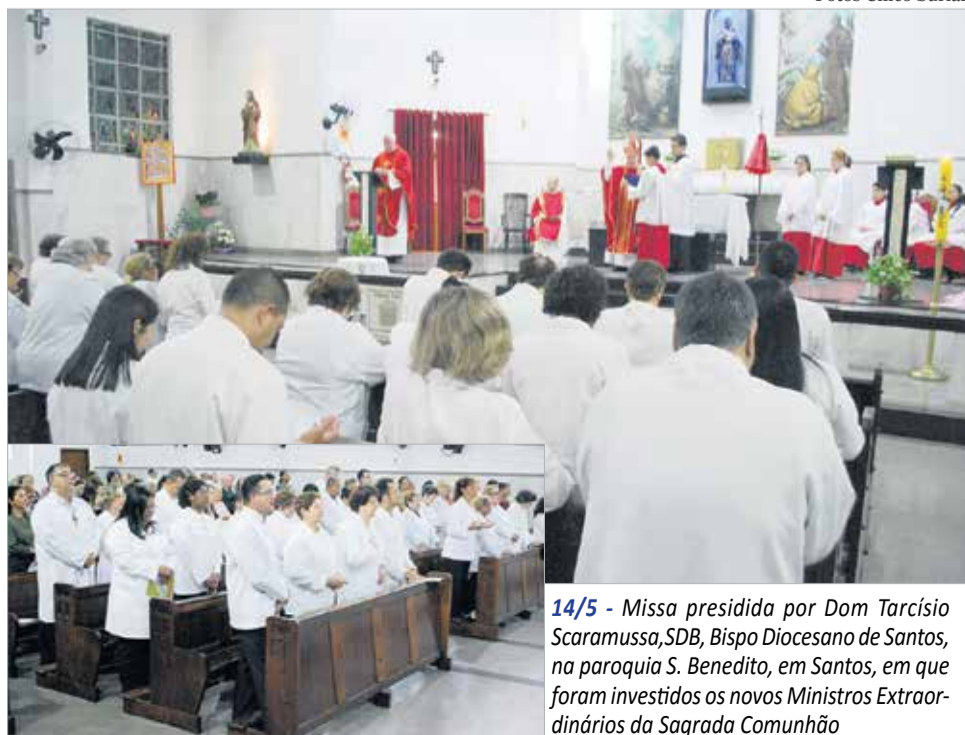 14/5 - Missa presidida por Dom Tarcísio
Scaramussa,SDB, Bispo Diocesano de Santos,
na paroquia S. Benedito, em Santos, em que
foram investidos os novos Ministros Extraor-
dinários da Sagrada Comunhão